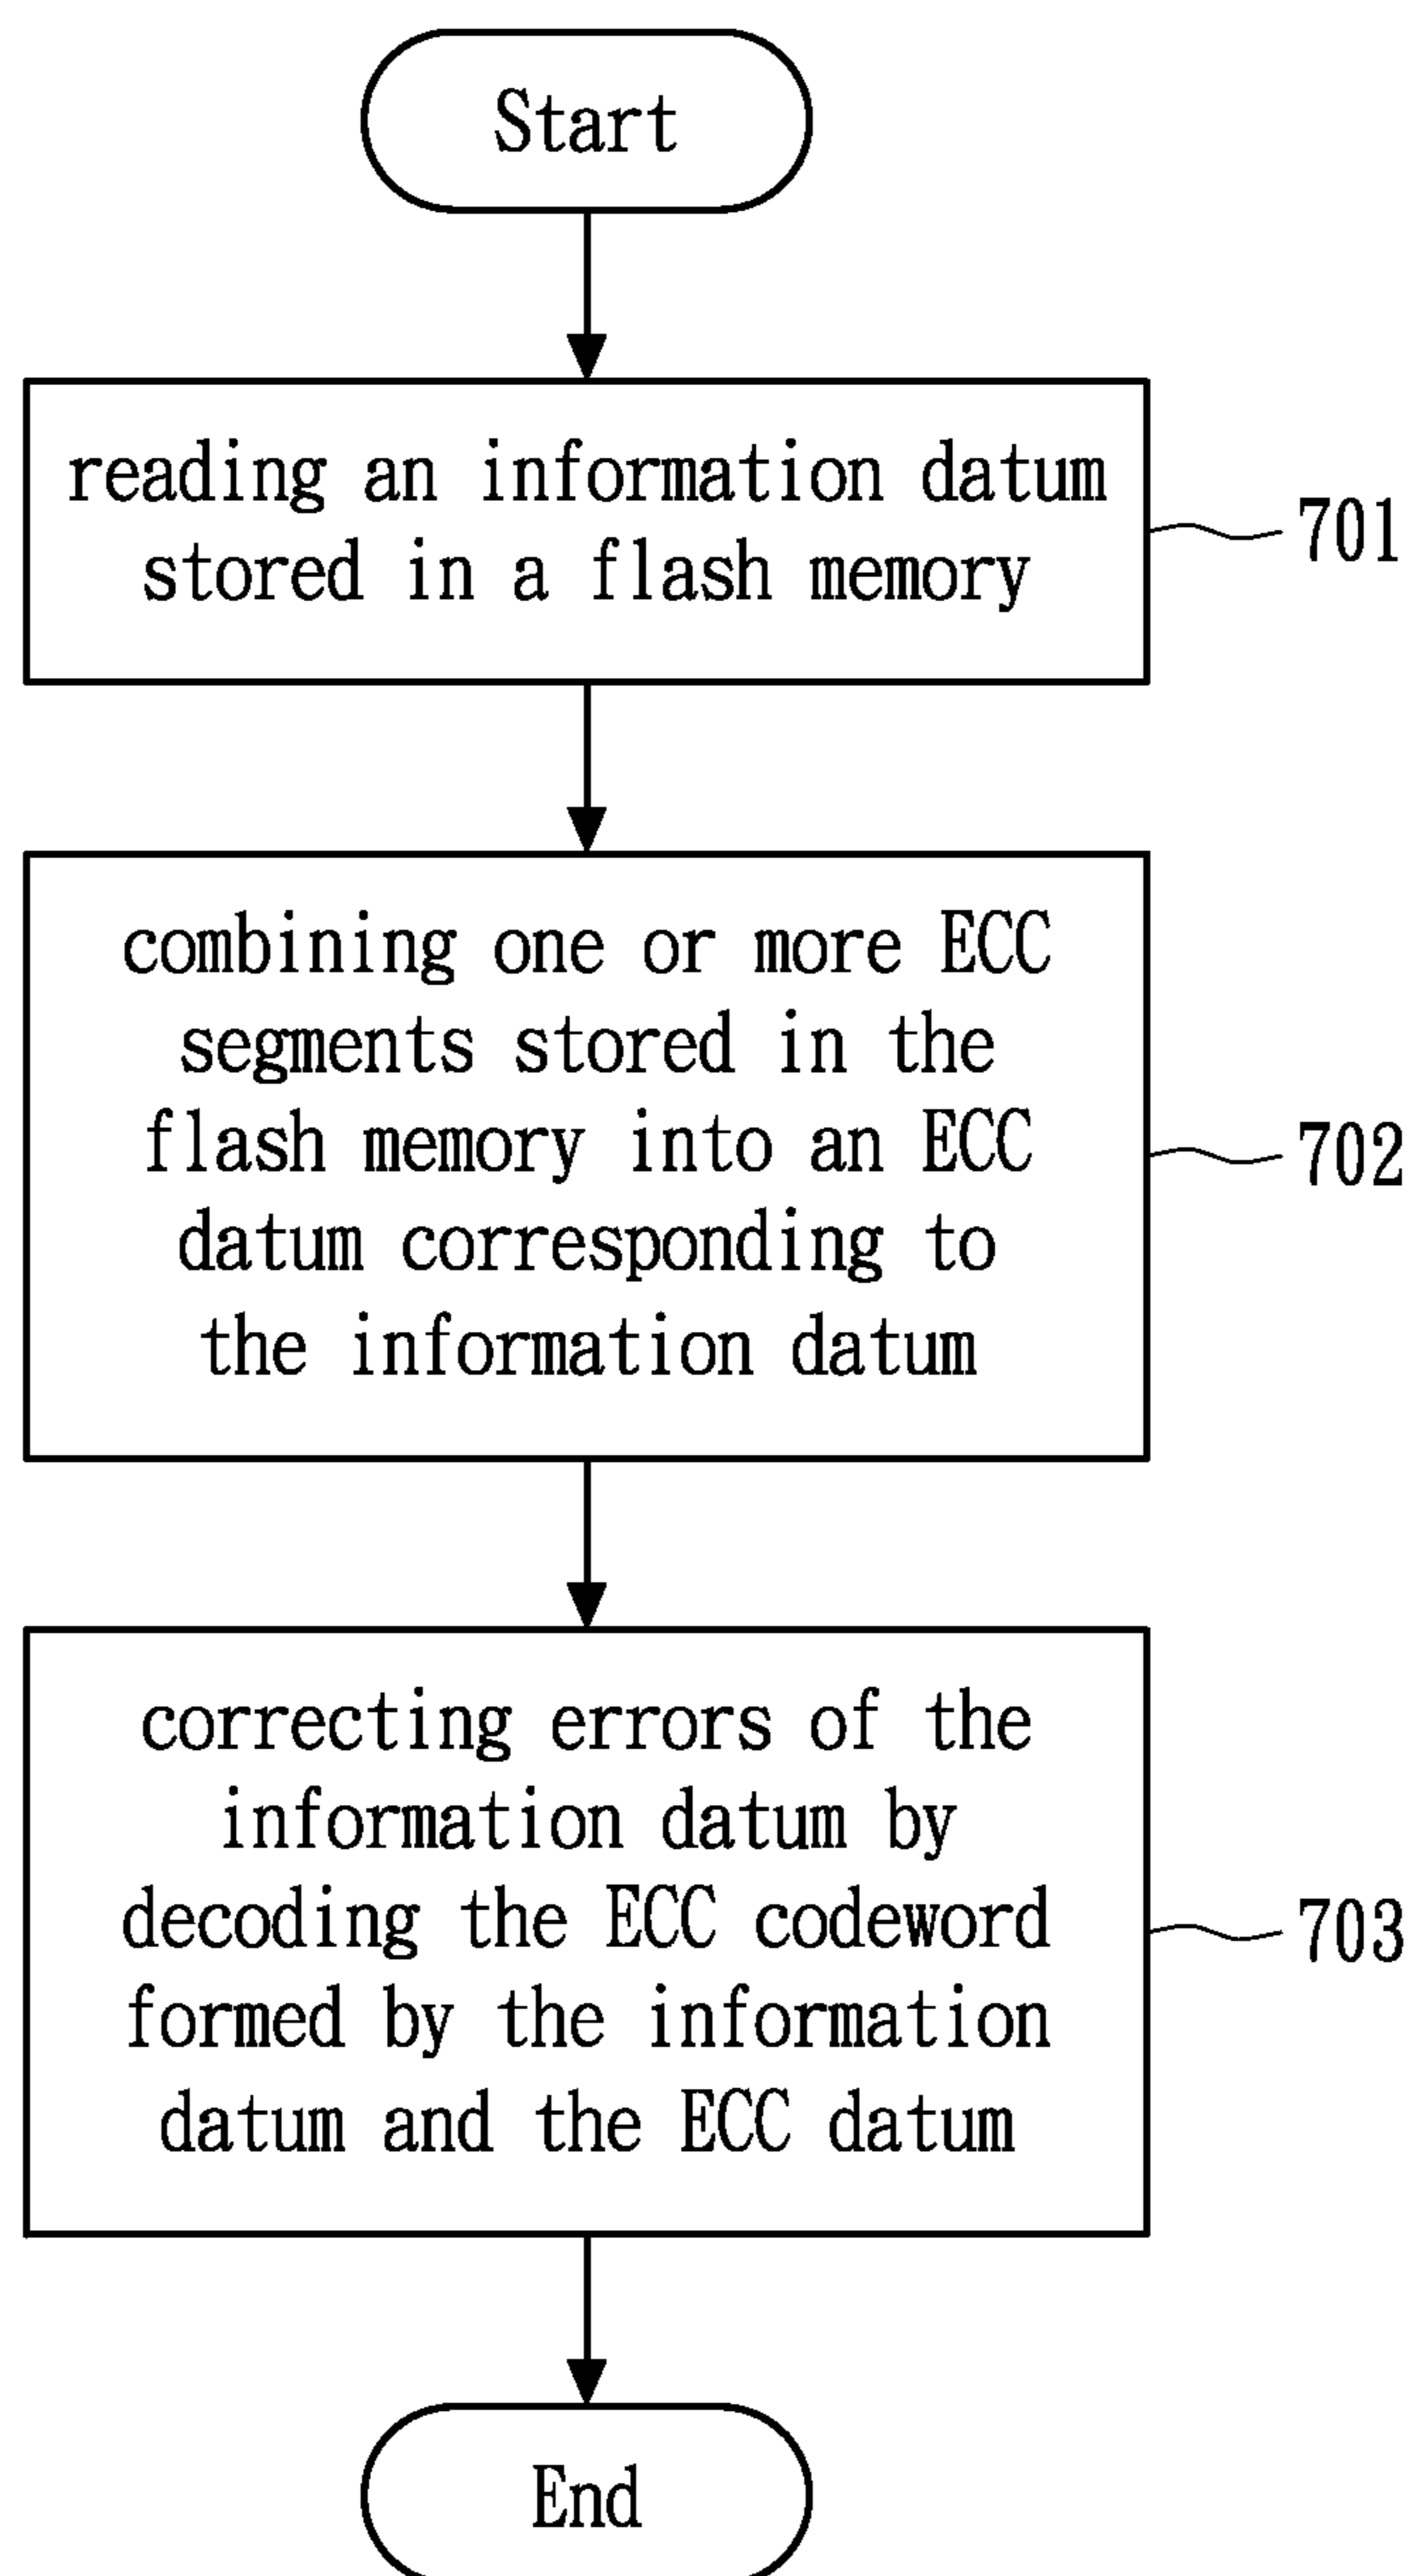 Start
reading an information datum
stored in a flash memory
701
combining one or more ECC
segments stored in the
flash memory into an ECC
datum corresponding to
the information datum
702
correcting errors of the
information datum by
decoding the ECC codeword
formed by the information
datum and the ECC datum
703
End